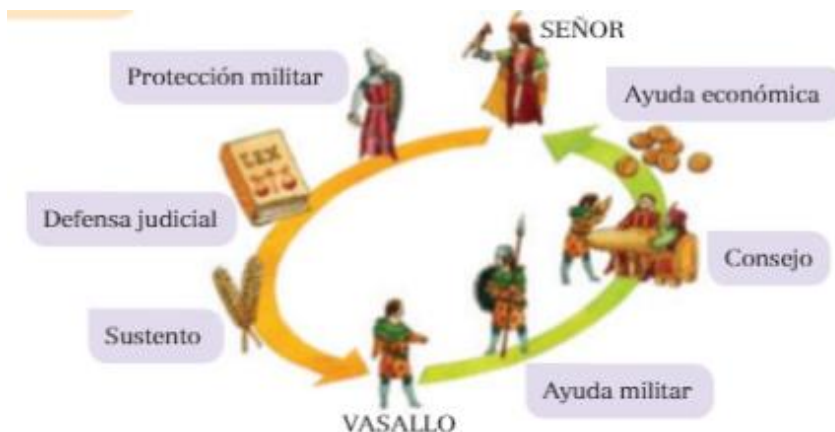 SEÑOR
Protección militar
Ayuda económica
LEX
Defensa judicial
Consejo
Sustento
Ayuda militar
VASALLO